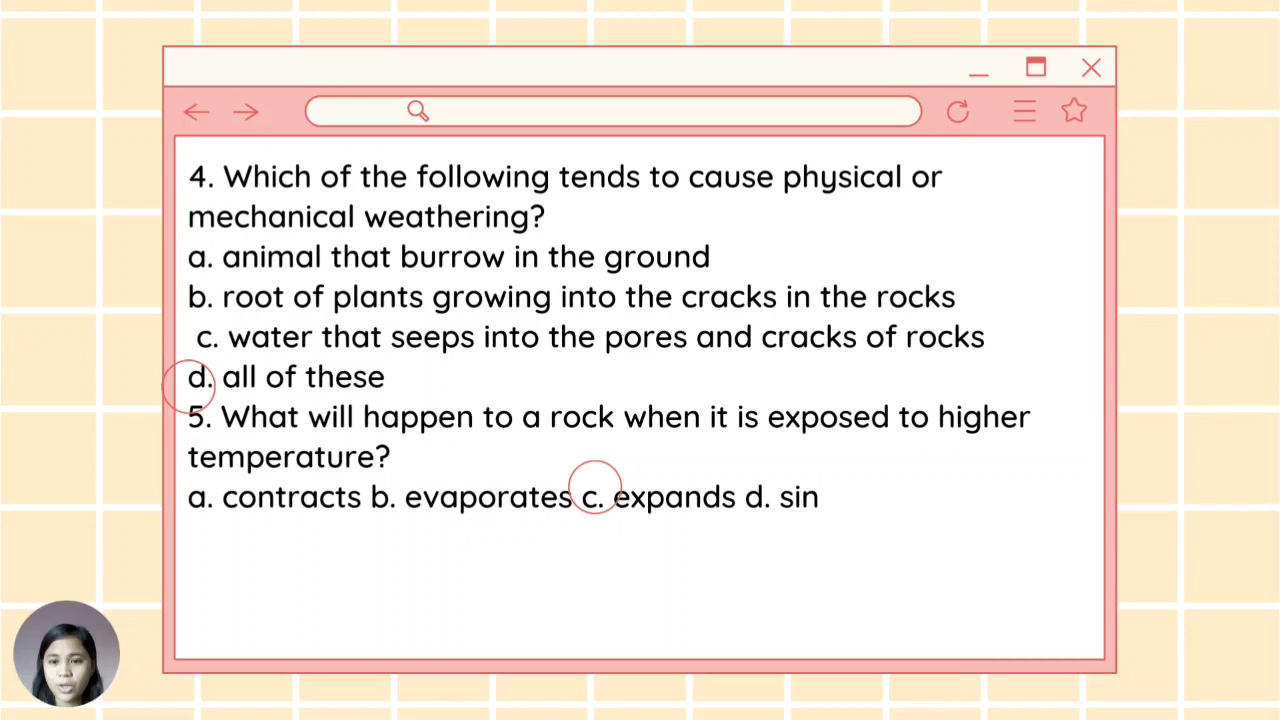 4. Which of the following tends to cause physical or
mechanical weathering?
a. animal that burrow in the ground
b. root of plants growing into the cracks in the rocks
c. water that seeps into the pores and cracks of rocks
d. all of these
5. What will happen to a rock when it is exposed to higher
temperature?
a. contracts b. evaporates c. expands d. sin